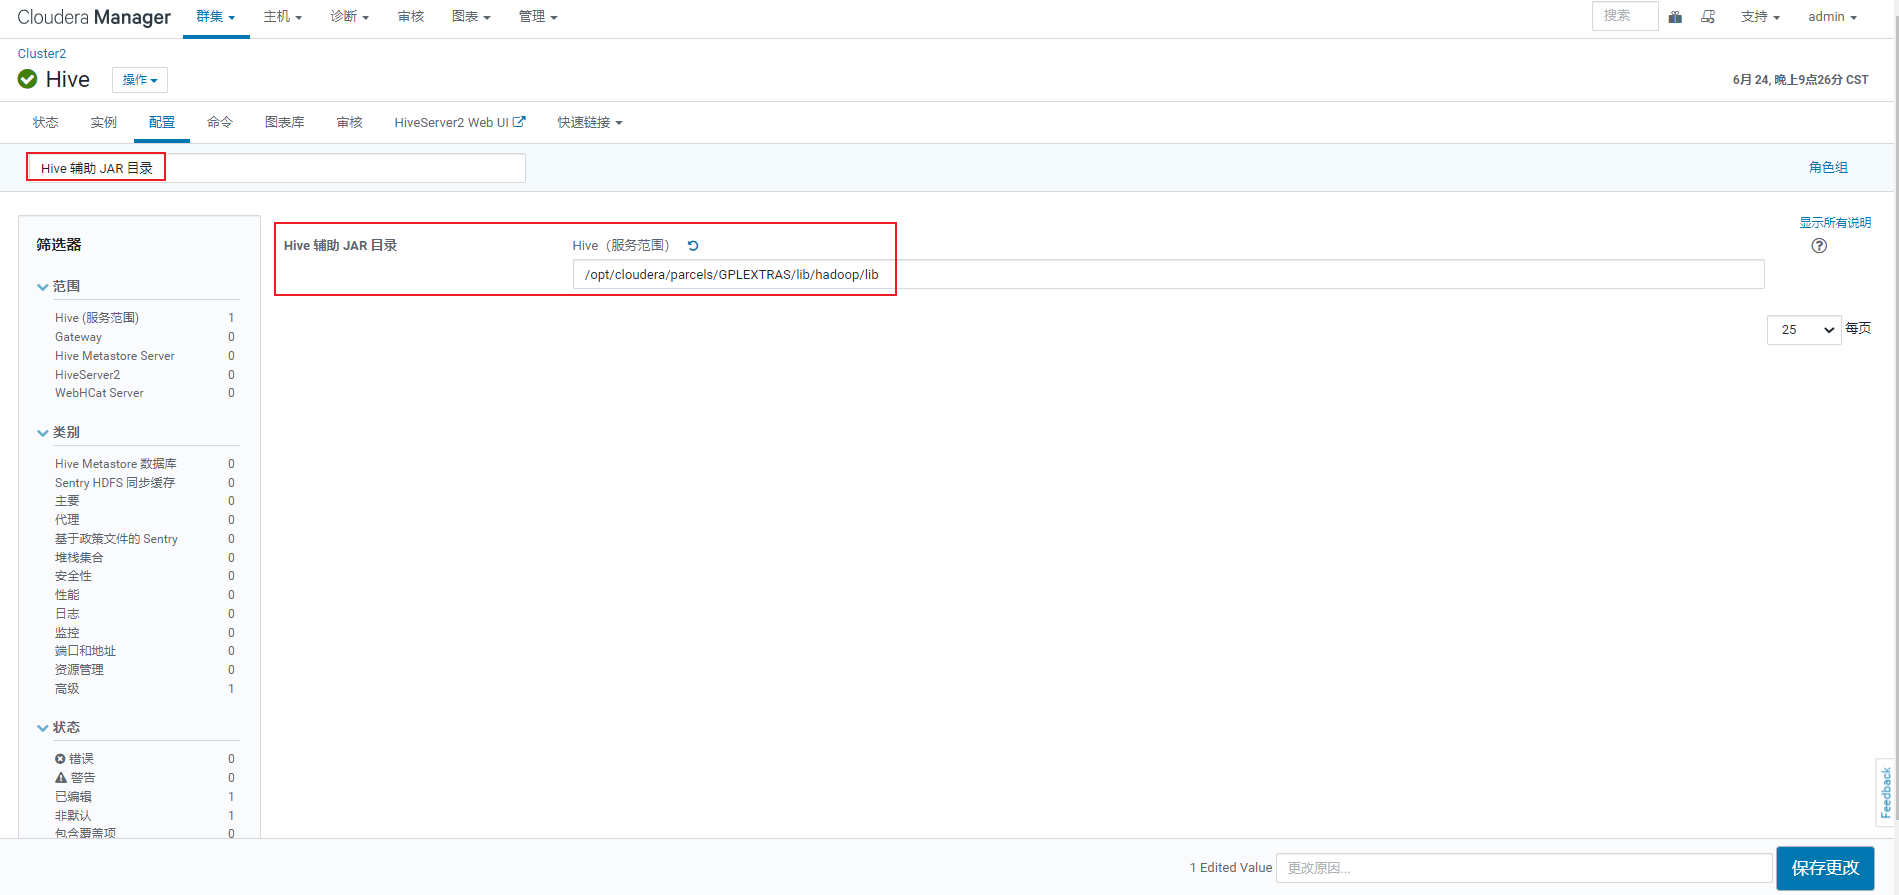 Cloudera Manager 群集 主机 诊断 审核 图表 管理 搜索 支持 admin
Cluster2
Hive 操作 6月 24, 晚上9点26分 CST
状态 实例 配置 命令 图表库 审核 HiveServer2 Web UI 快速链接
Hive 辅助 JAR 目录 角色组
显示所有说明
筛选器
Hive 辅助 JAR 目录 Hive（服务范围）
/opt/cloudera/parcels/GPLEXTRAS/lib/hadoop/lib
25 每页
范围
Hive (服务范围) 1
Gateway 0
Hive Metastore Server 0
HiveServer2 0
WebHCat Server 0
类别
Hive Metastore 数据库 0
Sentry HDFS 同步缓存 0
主要 0
代理 0
基于政策文件的 Sentry 0
堆栈集合 0
安全性 0
性能 0
日志 0
监控 0
端口和地址 0
资源管理 0
高级 1
状态
错误 0
警告 0
已编辑 1
非默认 1
包含覆盖项 0
Feedback
1 Edited Value 更改原因... 保存更改